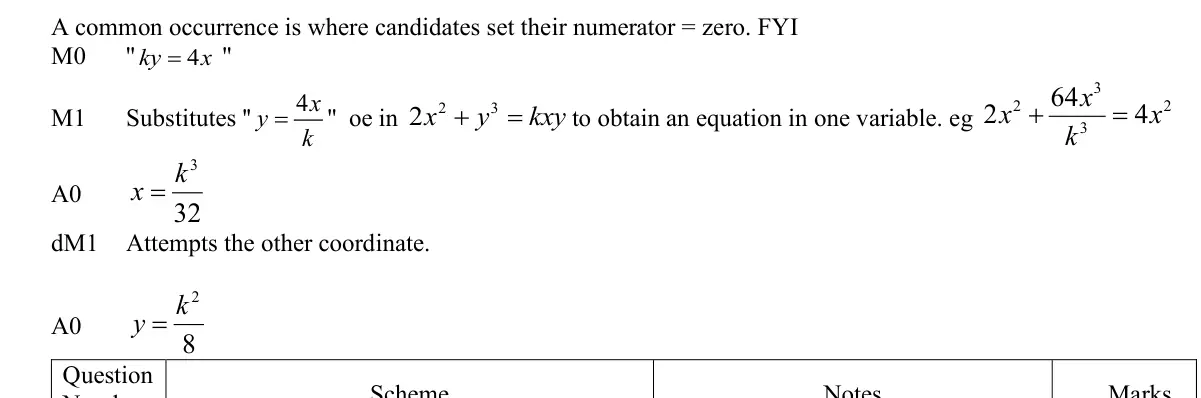 A common occurrence is where candidates set their numerator = zero. FYI
M0 "ky = 4x "
M1 Substitutes " y = 4x/k " oe in 2x² + y³ = kxy to obtain an equation in one variable. eg 2x² + 64x³/k³ = 4x²
A0 x = k³/32
dM1 Attempts the other coordinate.
A0 y = k²/8
Question
Scheme Notes Marks